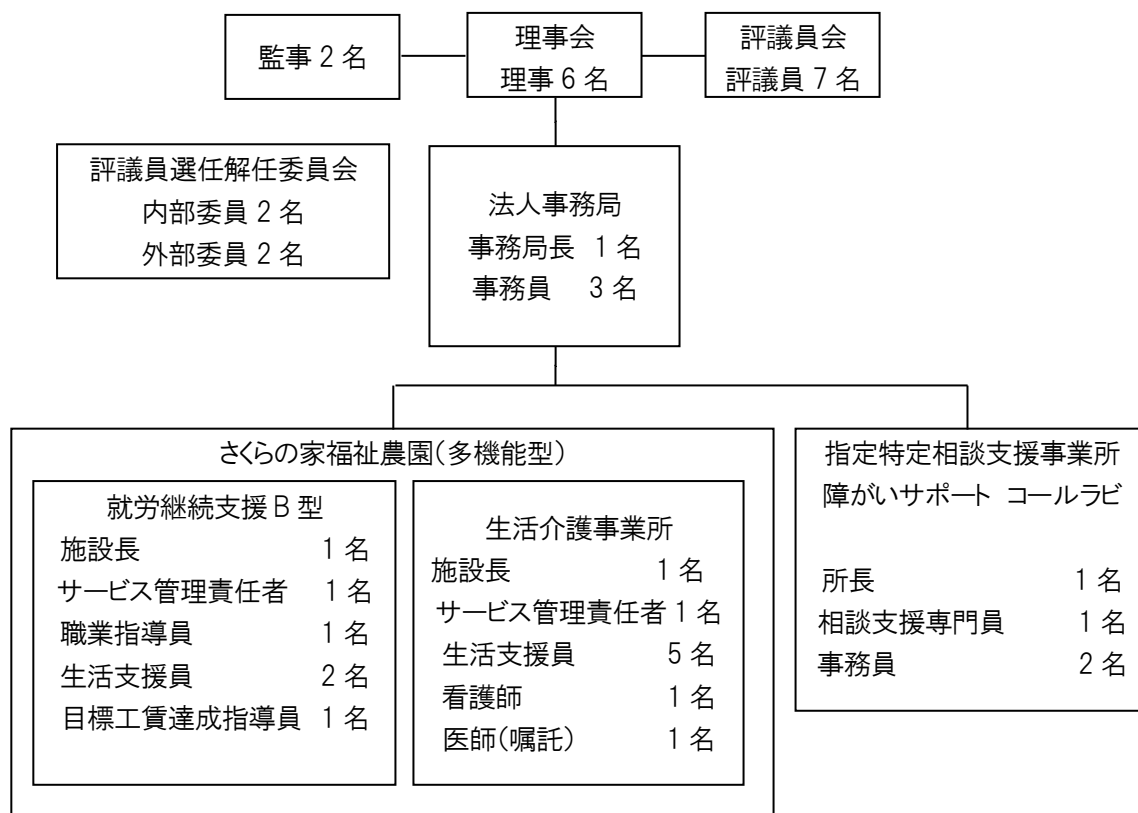 監事2名
理事会
理事6名
評議員会
評議員7名
評議員選任解任委員会
内部委員2名
外部委員2名
法人事務局
事務局長 1名
事務員 3名
さくらの家福祉農園(多機能型)
就労継続支援B型
施設長 1名
サービス管理責任者 1名
職業指導員 1名
生活支援員 2名
目標工賃達成指導員 1名
生活介護事業所
施設長 1名
サービス管理責任者 1名
生活支援員 5名
看護師 1名
医師(嘱託) 1名
指定特定相談支援事業所
障がいサポート コールラビ
所長 1名
相談支援専門員 1名
事務員 2名